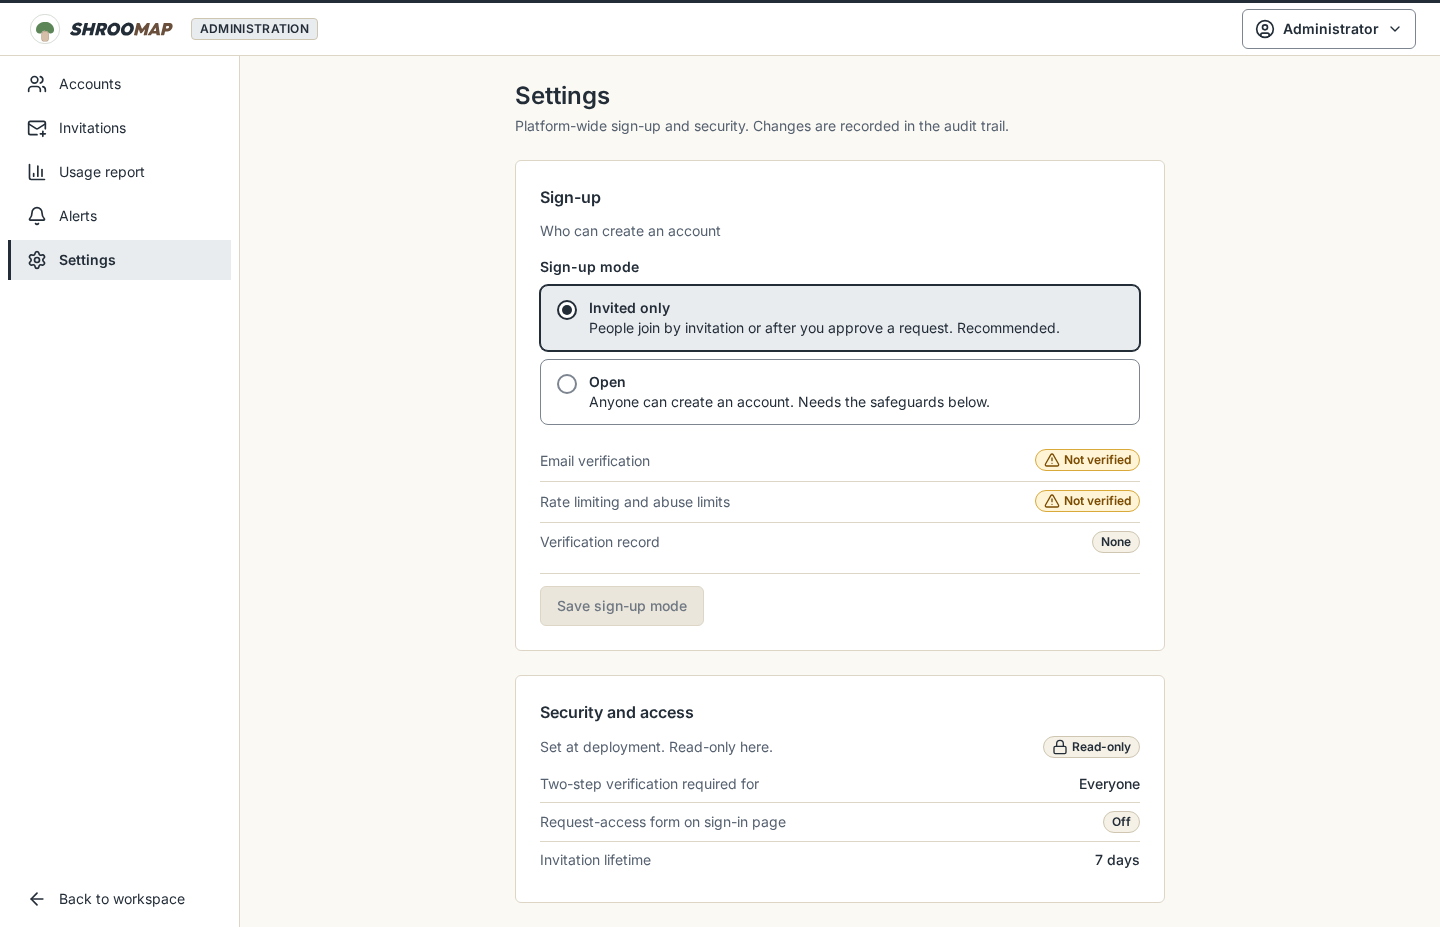 SHROOMAP
ADMINISTRATION
Administrator
Accounts
Invitations
Usage report
Alerts
Settings
Back to workspace
Settings
Platform-wide sign-up and security. Changes are recorded in the audit trail.
Sign-up
Who can create an account
Sign-up mode
Invited only
People join by invitation or after you approve a request. Recommended.
Open
Anyone can create an account. Needs the safeguards below.
Email verification Not verified
Rate limiting and abuse limits Not verified
Verification record None
Save sign-up mode
Security and access
Set at deployment. Read-only here. Read-only
Two-step verification required for Everyone
Request-access form on sign-in page Off
Invitation lifetime 7 days